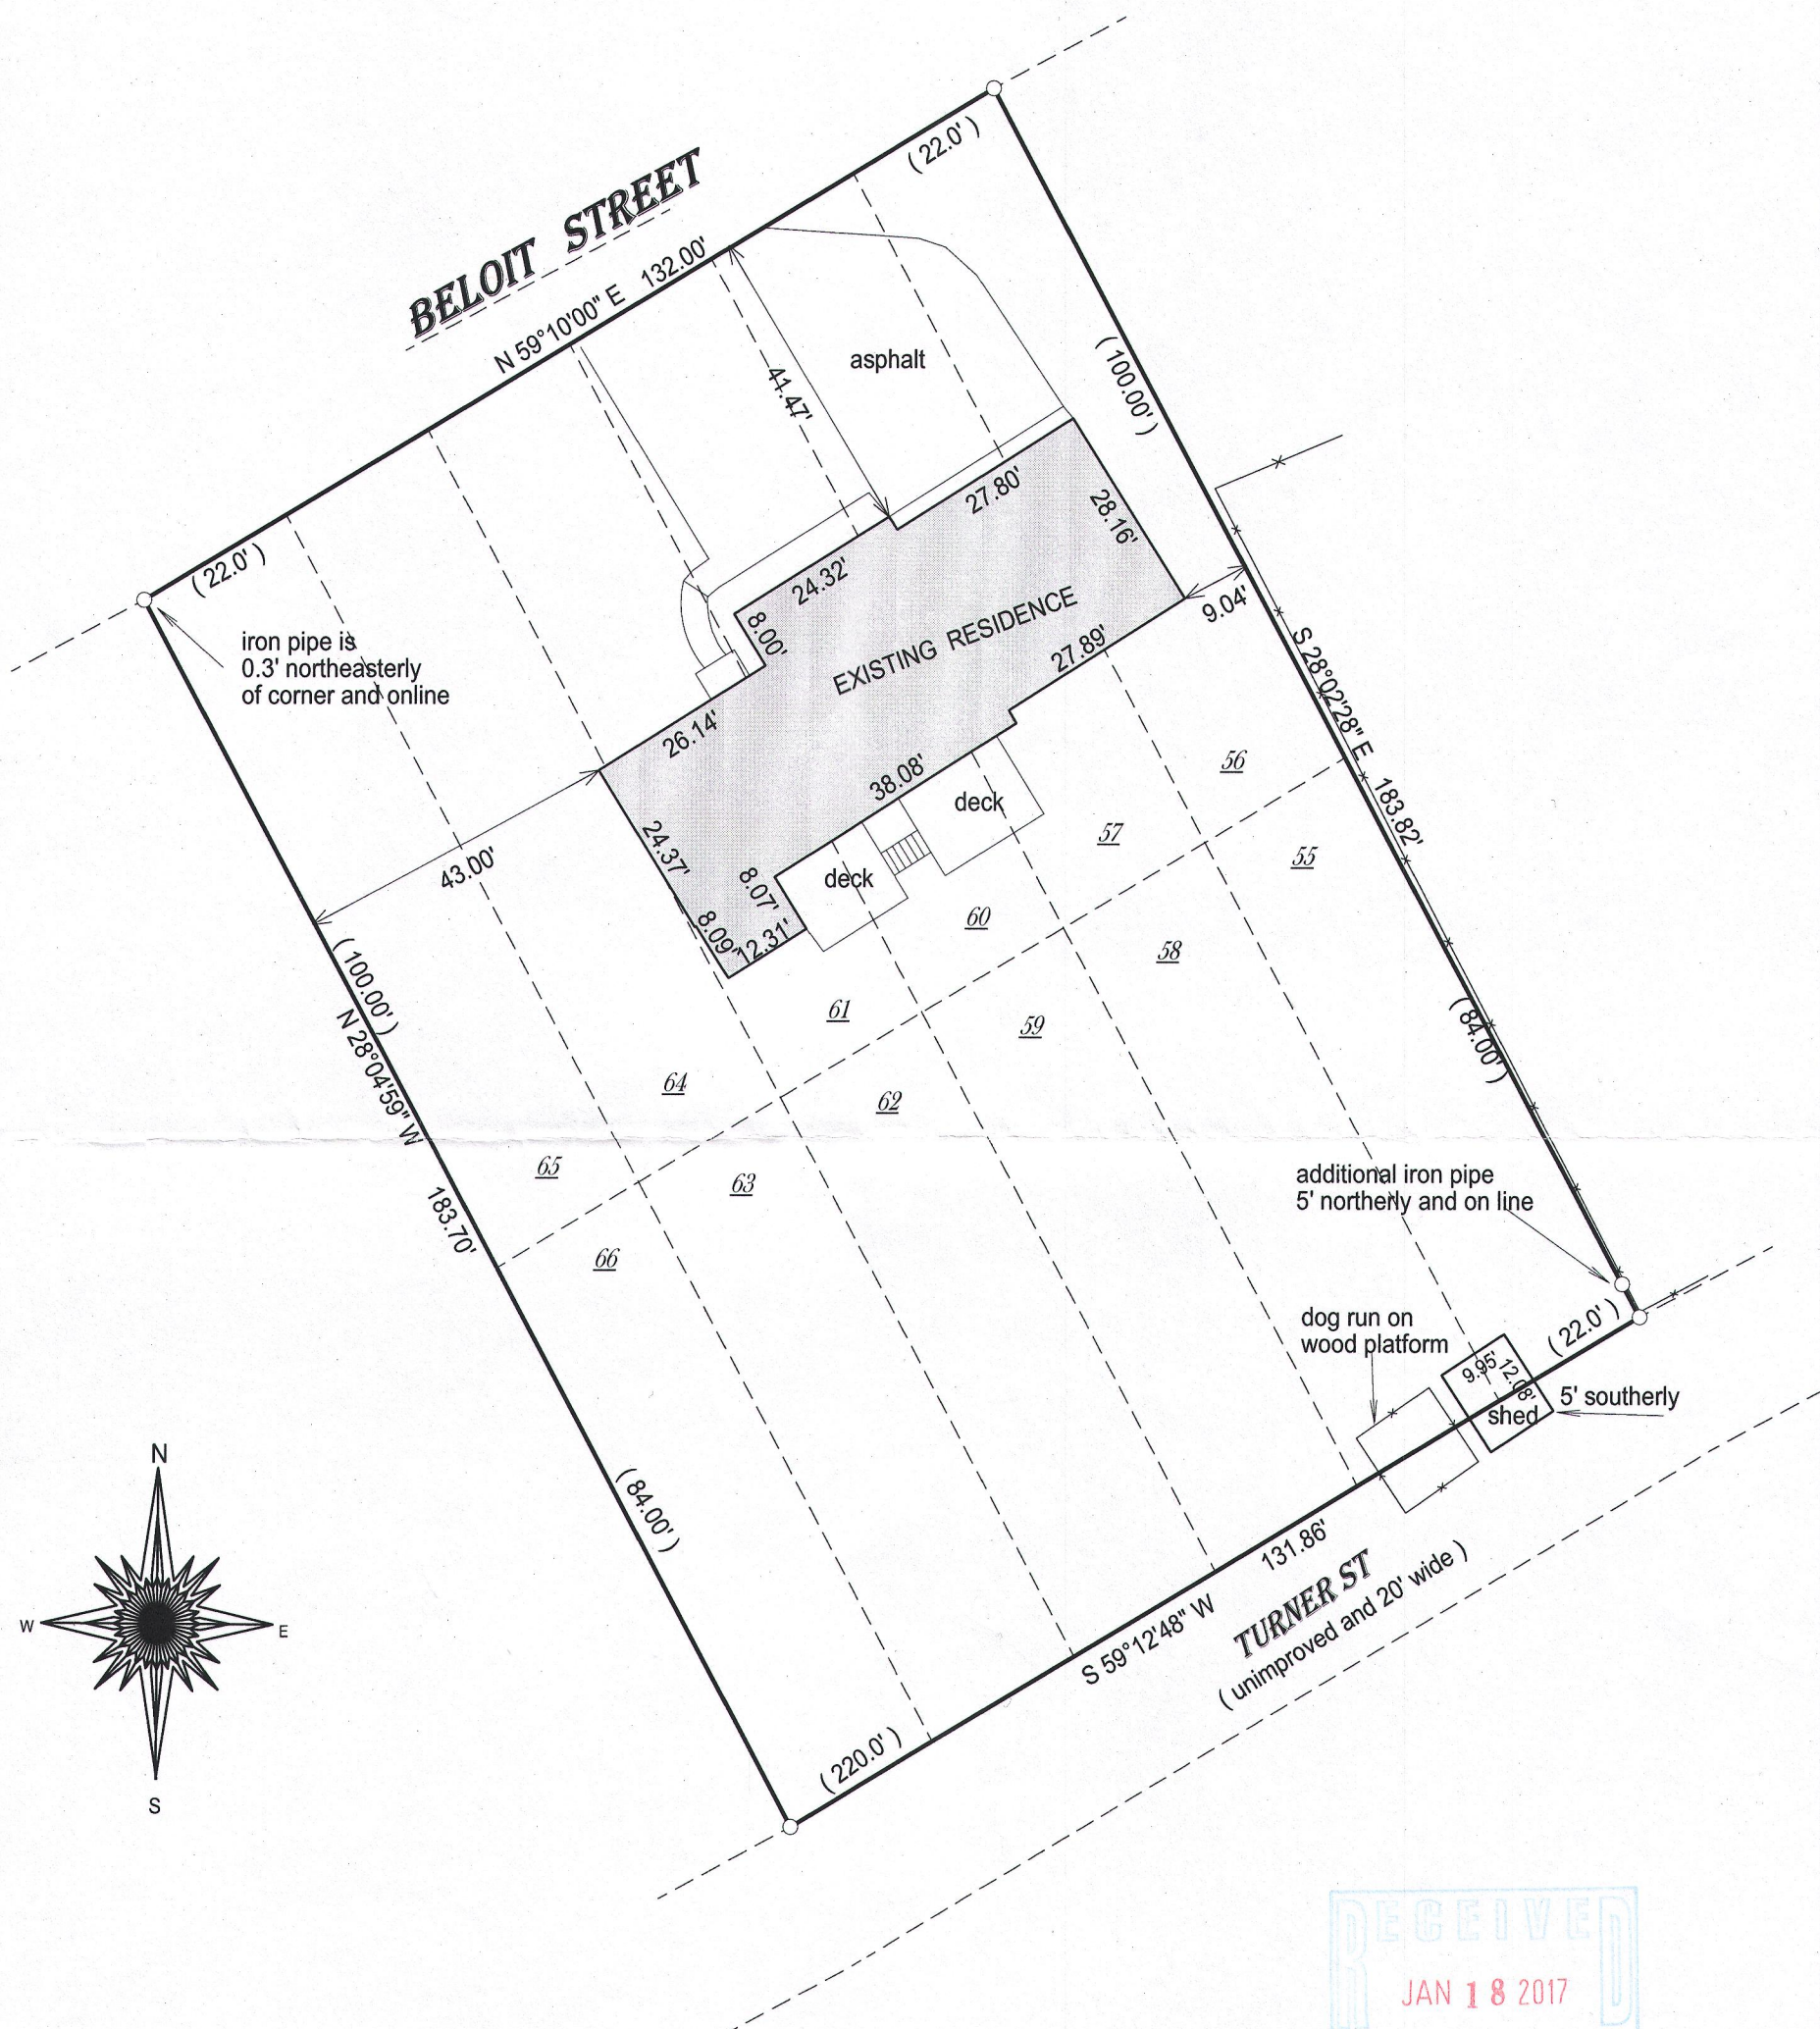 BELOIT STREET
N 59°10'00" E 132.00'
( 22.0' )
( 22.0' )
iron pipe is
0.3' northeasterly
of corner and online
asphalt
41.47'
( 100.00' )
27.80'
28.16'
24.32'
8.00'
EXISTING RESIDENCE
9.04'
27.89'
26.14'
S 28°02'28" E 183.82'
38.08'
deck
deck
24.37'
8.07'
8.09'
12.31'
43.00'
56
57
55
60
58
61
59
64
62
65
63
66
( 100.00' )
N 28°04'59" W 183.70'
( 84.00' )
( 84.00' )
additional iron pipe
5' northerly and on line
dog run on
wood platform
( 22.0' )
9.95'
12.08'
shed
5' southerly
131.86'
S 59°12'48" W
TURNER ST
( unimproved and 20' wide )
( 220.0' )
N
W
E
S
RECEIVED
JAN 18 2017